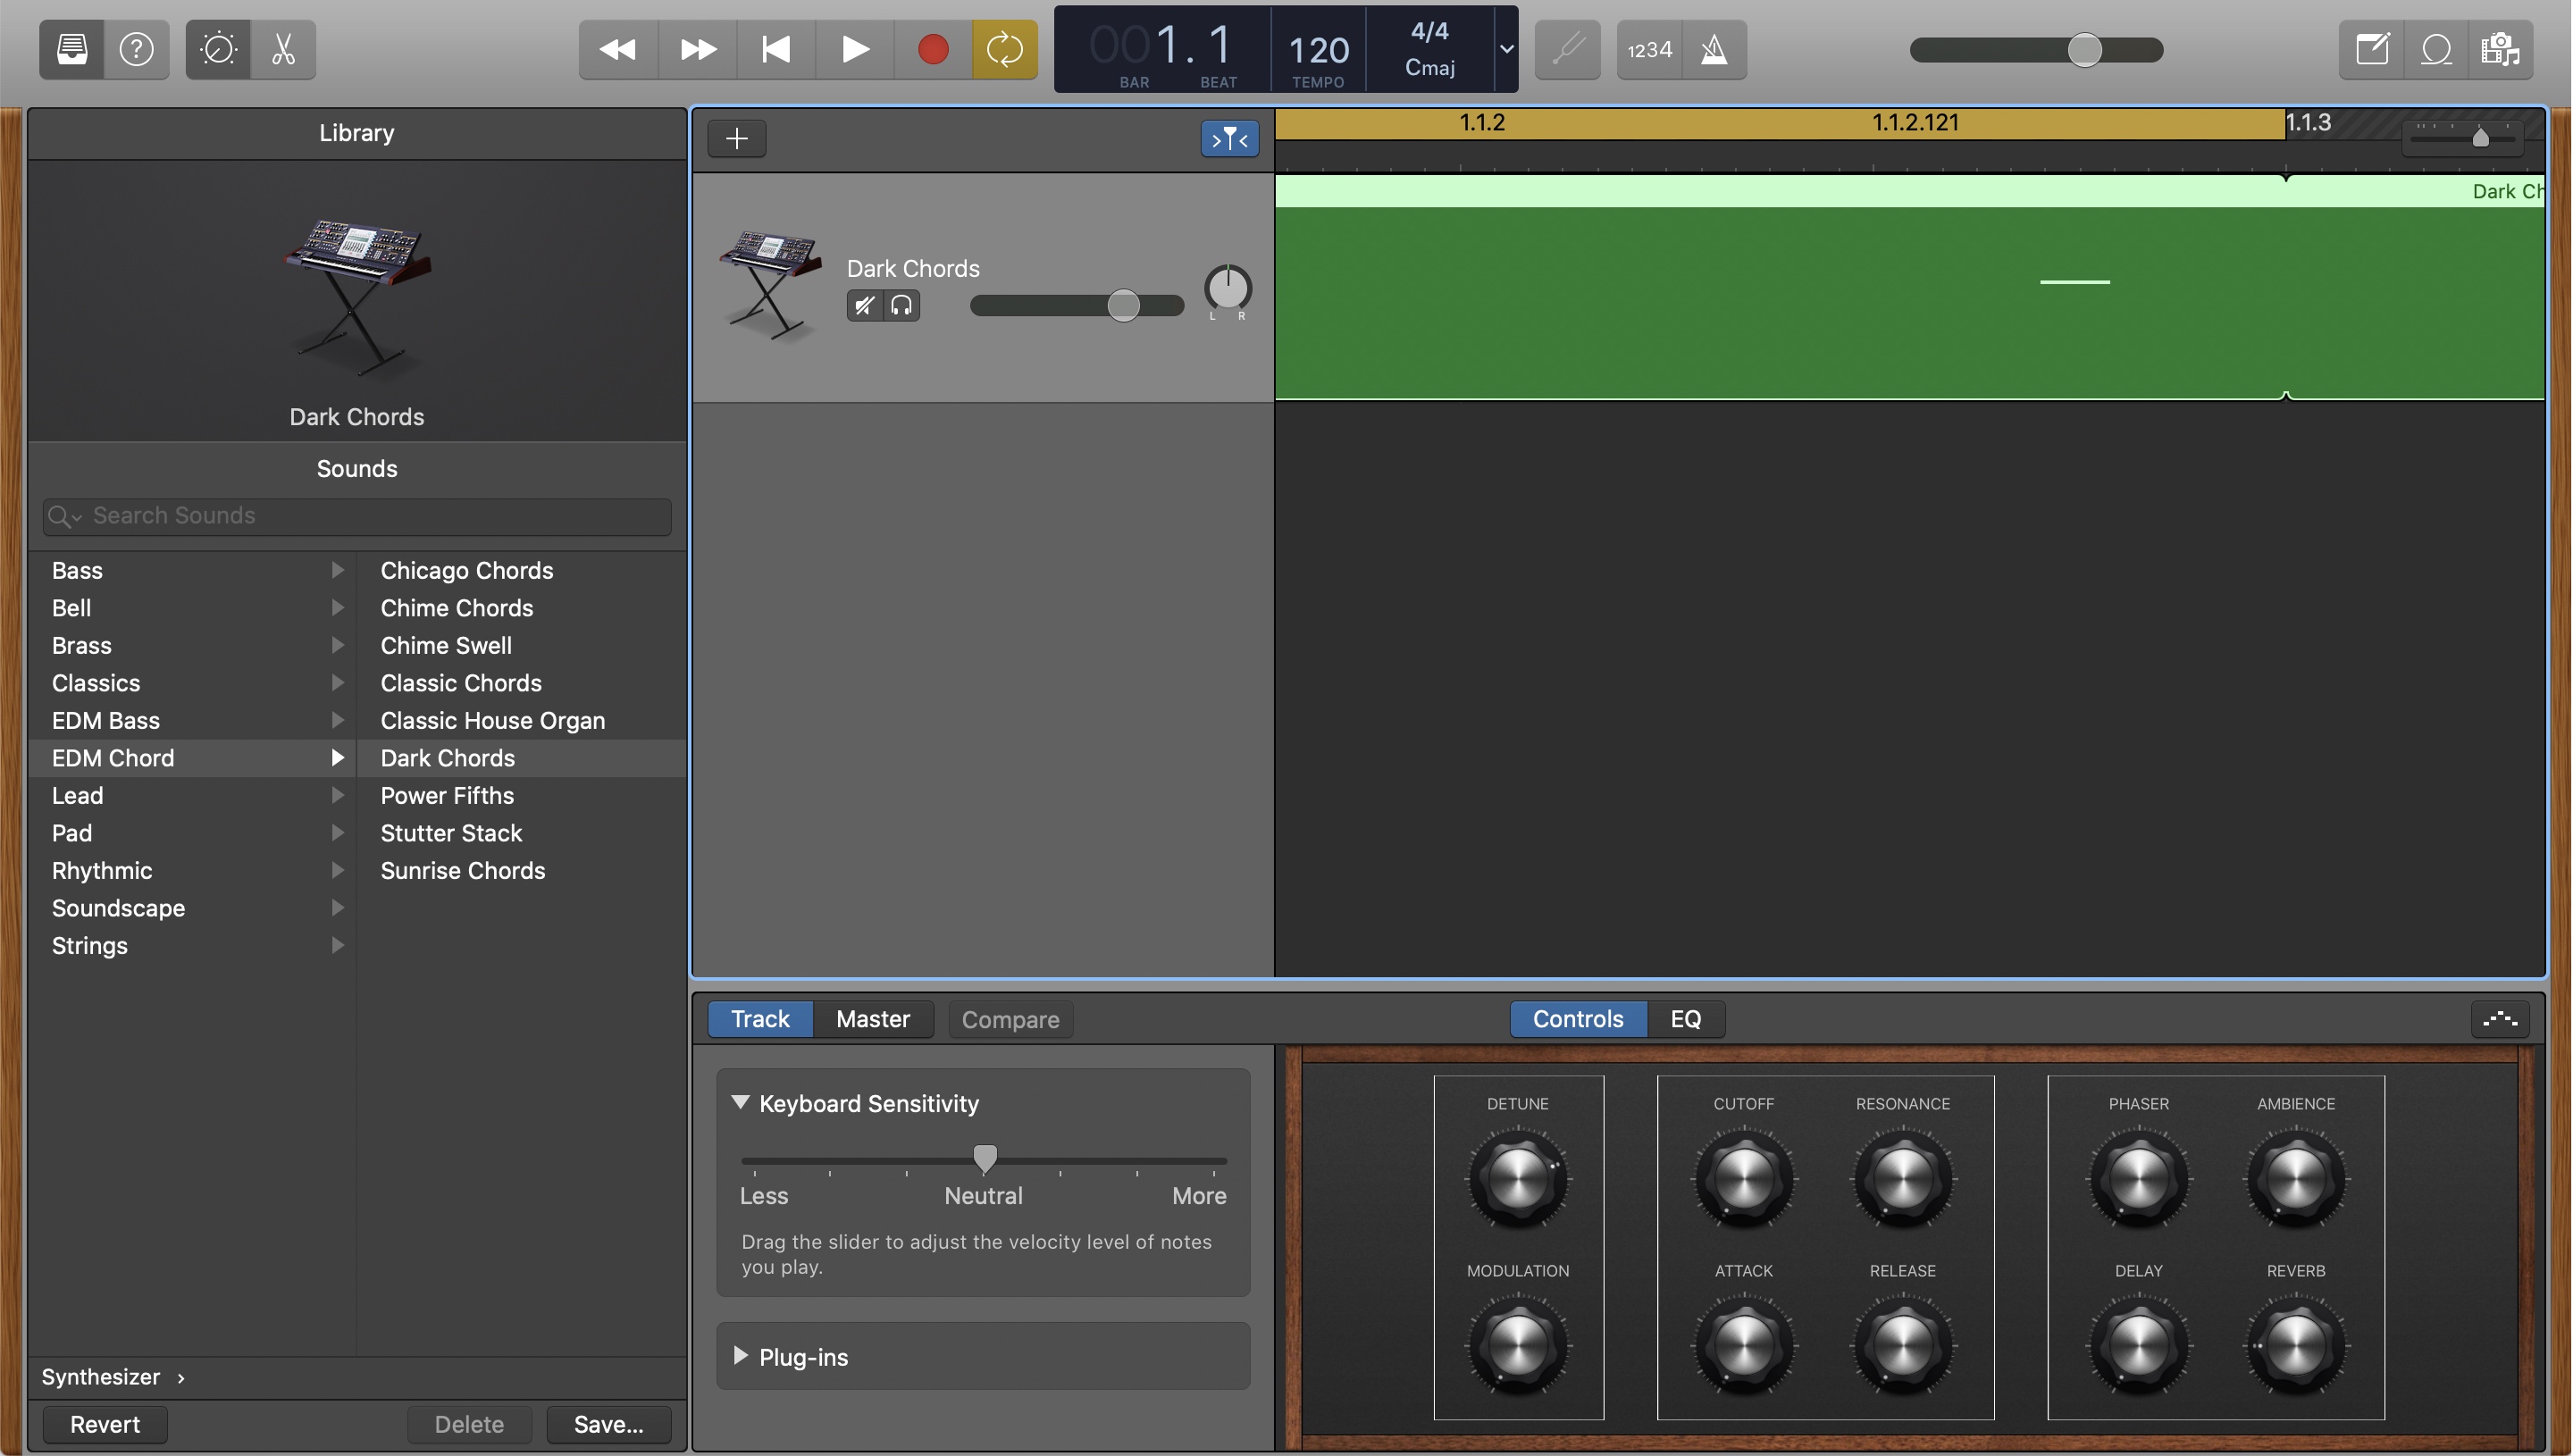 001.1
BAR BEAT
120
TEMPO
4/4
Cmaj
1234
Library
Dark Chords
Sounds
Search Sounds
Bass
Bell
Brass
Classics
EDM Bass
EDM Chord
Lead
Pad
Rhythmic
Soundscape
Strings
Chicago Chords
Chime Chords
Chime Swell
Classic Chords
Classic House Organ
Dark Chords
Power Fifths
Stutter Stack
Sunrise Chords
Synthesizer
Revert Delete Save...
1.1.2 1.1.2.121 1.1.3
Dark Ch
Dark Chords
L R
Track Master Compare Controls EQ
Keyboard Sensitivity
Less Neutral More
Drag the slider to adjust the velocity level of notes
you play.
Plug-ins
DETUNE CUTOFF RESONANCE PHASER AMBIENCE
MODULATION ATTACK RELEASE DELAY REVERB